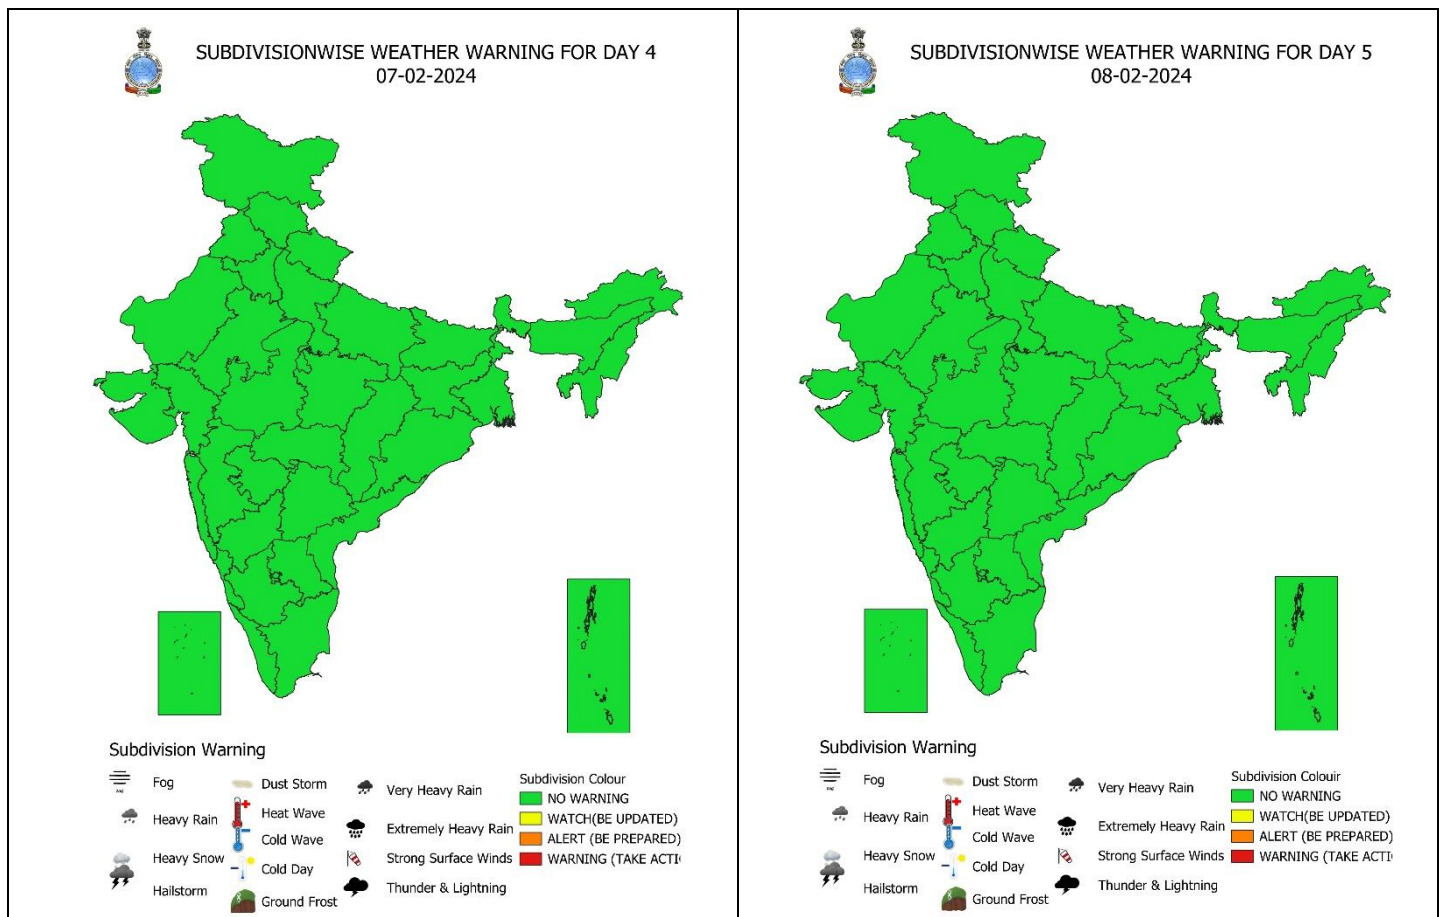 SUBDIVISIONWISE WEATHER WARNING FOR DAY 4
07-02-2024
Subdivision Warning
Fog
Heavy Rain
Heavy Snow
Hailstorm
Dust Storm
Heat Wave
Cold Wave
Cold Day
Ground Frost
Very Heavy Rain
Extremely Heavy Rain
Strong Surface Winds
Thunder & Lightning
Subdivision Colour
NO WARNING
WATCH(BE UPDATED)
ALERT (BE PREPARED)
WARNING (TAKE ACTI
SUBDIVISIONWISE WEATHER WARNING FOR DAY 5
08-02-2024
Subdivision Warning
Fog
Heavy Rain
Heavy Snow
Hailstorm
Dust Storm
Heat Wave
Cold Wave
Cold Day
Ground Frost
Very Heavy Rain
Extremely Heavy Rain
Strong Surface Winds
Thunder & Lightning
Subdivision Colouir
NO WARNING
WATCH(BE UPDATED)
ALERT (BE PREPARED)
WARNING (TAKE ACTI